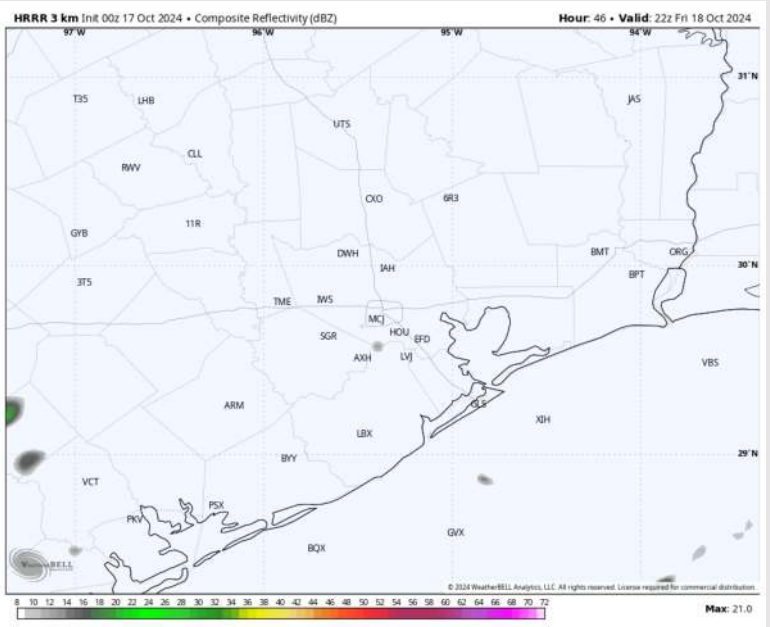 HRRR 3 km Init 00z 17 Oct 2024 • Composite Reflectivity (dBZ) Hour: 46 • Valid: 22z Fri 18 Oct 2024
97°W 96°W 95°W 94°W
31°N
T35 LHB JAS
UTS
CLL
RWV
CXO 6R3
11R
GYB
DWH BMT ORG
30°N
IAH
BPT
3T5
TME IWS
MCJ
SGR HOU EFD
AXH LVJ
VBS
ARM GLS
XIH
LBX
29°N
BYY
VCT
PSX
PKV
GVX
BQX
WeatherBELL
© 2024 WeatherBELL Analytics, LLC. All rights reserved. License required for commercial distribution.
8 10 12 14 16 18 20 22 24 26 28 30 32 34 36 38 40 42 44 46 48 50 52 54 56 58 60 62 64 66 68 70 72
Max: 21.0